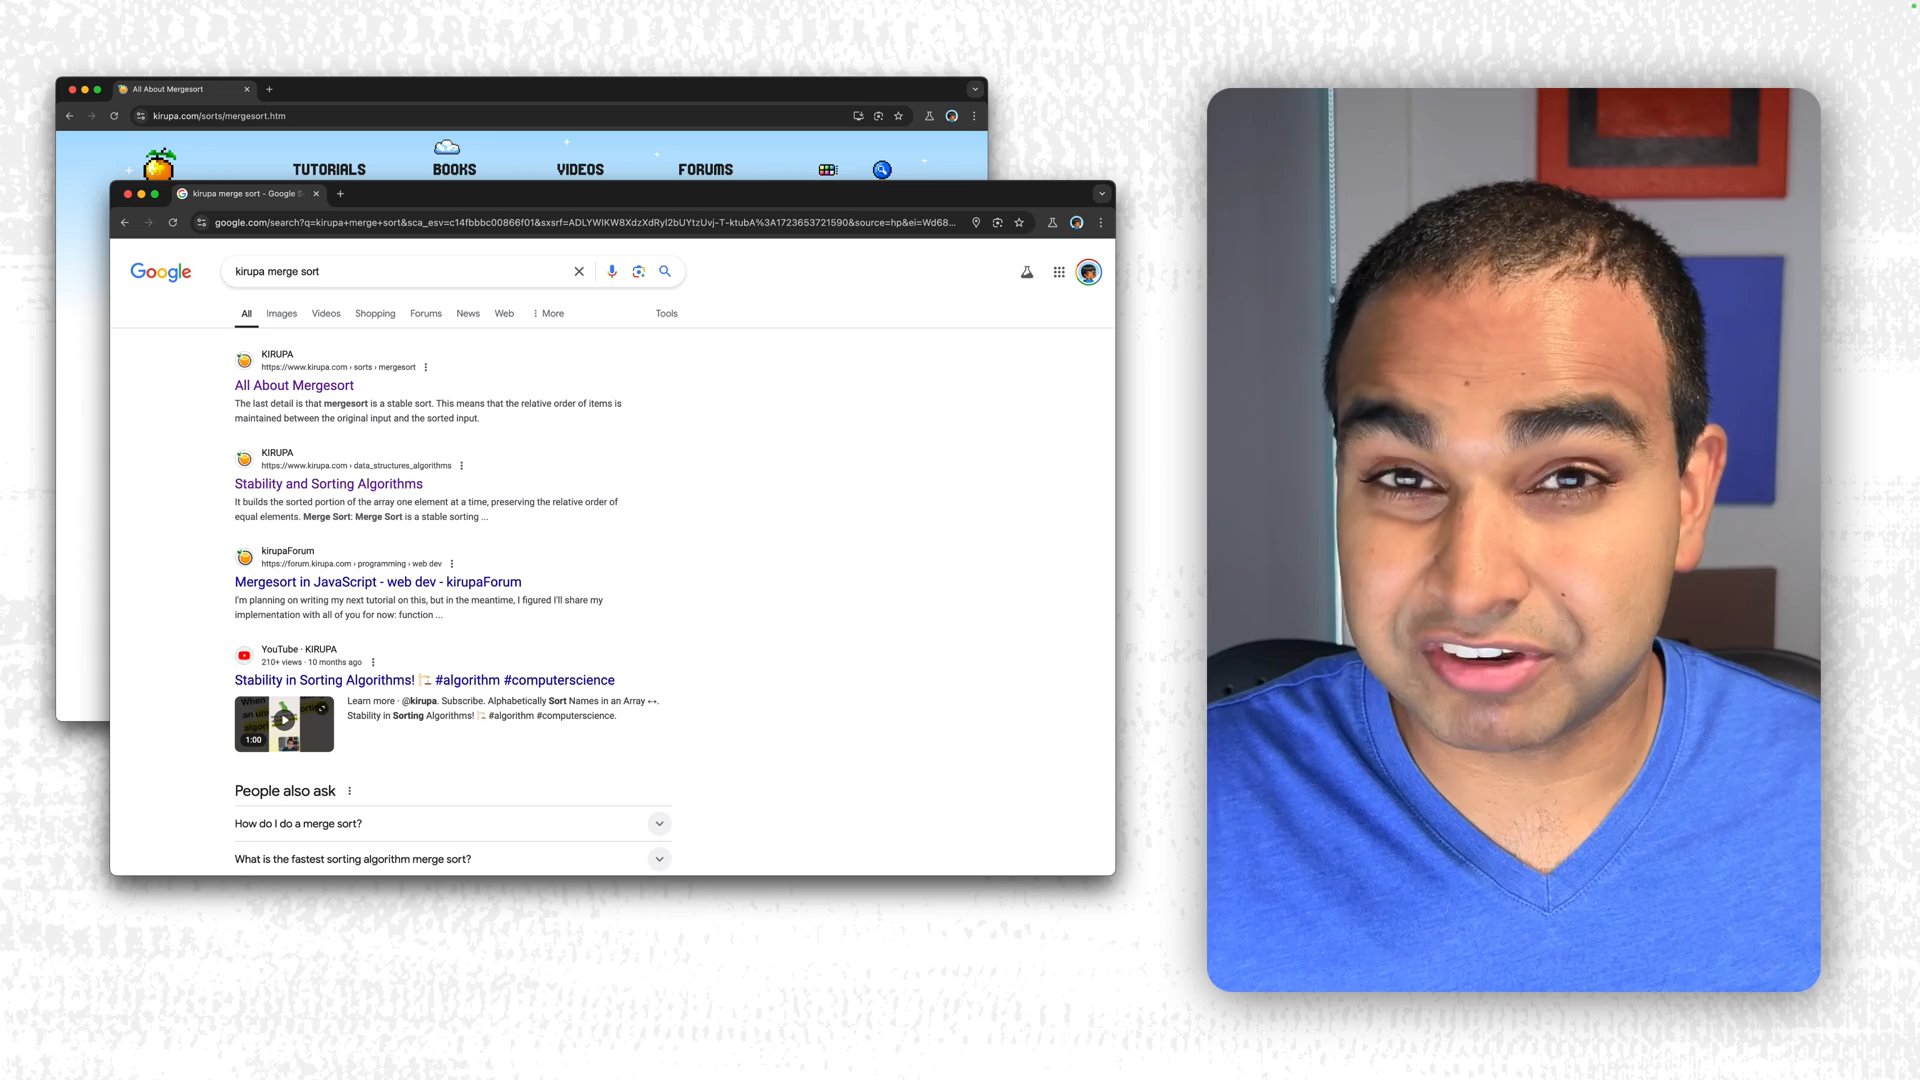 All About Mergesort
kirupa.com/sorts/mergesort.htm
TUTORIALS
BOOKS
VIDEOS
FORUMS
kirupa merge sort - Google S
google.com/search?q=kirupa+merge+sort&sca_esv=c14fbbbc00866f01&sxsrf=ADLYWIKW8XdzXdRyl2bUYtzUvj-T-ktubA%3A1723653721590&source=hp&ei=Wd68...
Google
kirupa merge sort
All
Images
Videos
Shopping
Forums
News
Web
More
Tools
KIRUPA
https://www.kirupa.com › sorts › mergesort
All About Mergesort
The last detail is that mergesort is a stable sort. This means that the relative order of items is
maintained between the original input and the sorted input.
KIRUPA
https://www.kirupa.com › data_structures_algorithms
Stability and Sorting Algorithms
It builds the sorted portion of the array one element at a time, preserving the relative order of
equal elements. Merge Sort: Merge Sort is a stable sorting ...
kirupaForum
https://forum.kirupa.com › programming › web dev
Mergesort in JavaScript - web dev - kirupaForum
I'm planning on writing my next tutorial on this, but in the meantime, I figured I'll share my
implementation with all of you for now: function ...
YouTube · KIRUPA
210+ views · 10 months ago
Stability in Sorting Algorithms! 🏗️ #algorithm #computerscience
Learn more · @kirupa. Subscribe. Alphabetically Sort Names in an Array ↔.
Stability in Sorting Algorithms! 🏗️ #algorithm #computerscience.
1:00
People also ask
How do I do a merge sort?
What is the fastest sorting algorithm merge sort?